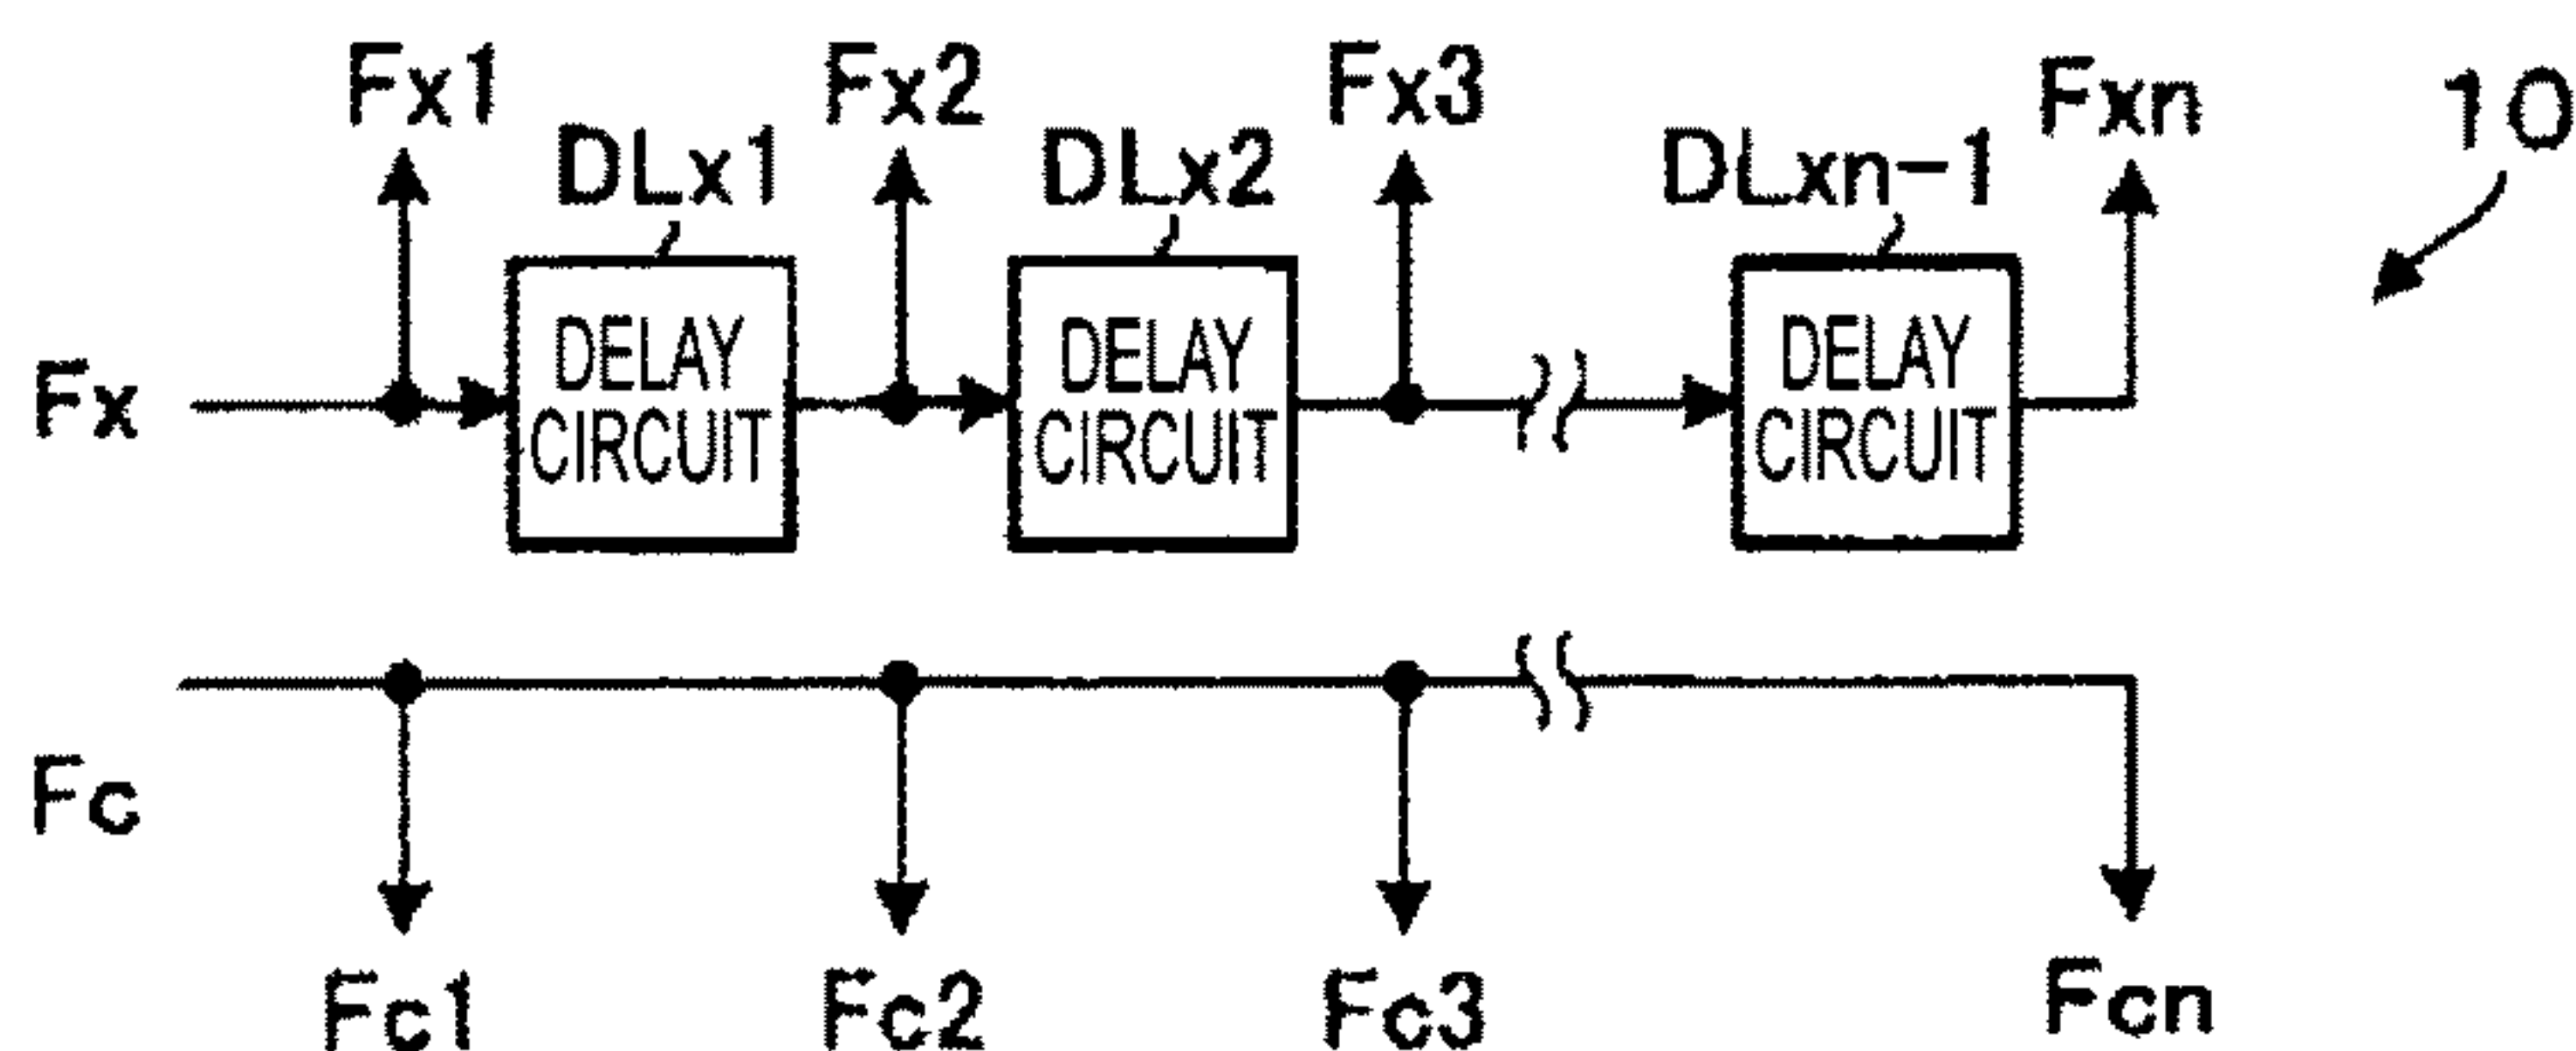 Fx1
Fx2
Fx3
Fxn
10
DLx1
DLx2
DLxn-1
Fx
DELAY
CIRCUIT
DELAY
CIRCUIT
DELAY
CIRCUIT
Fc
Fc1
Fc2
Fc3
Fcn